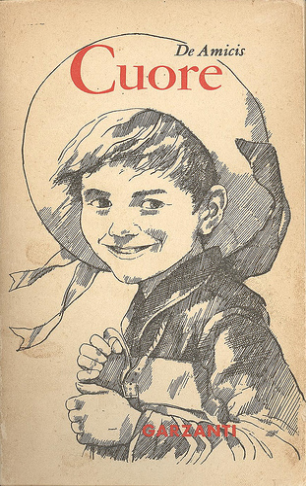 De Amicis
Cuore
GARZANTI